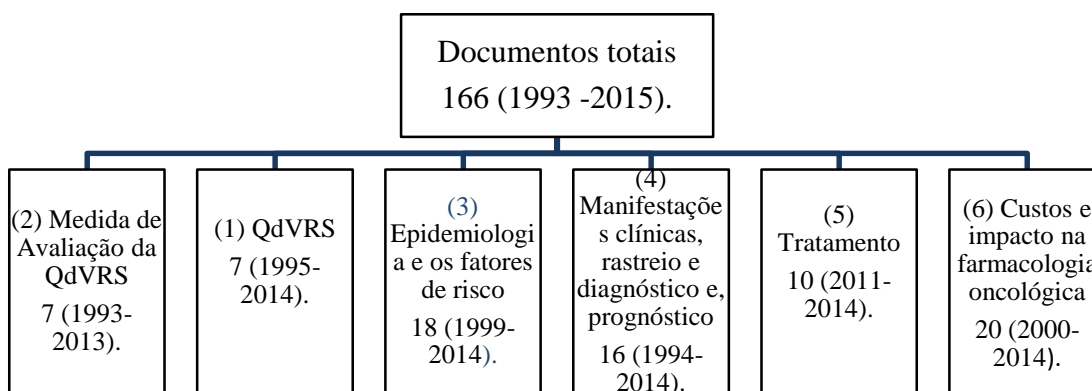 Documentos totais
166 (1993 -2015).
(2) Medida de
Avaliação da
QdVRS
7 (1993-
2013).
(1) QdVRS
7 (1995-
2014).
(3)
Epidemiologi
a e os fatores
de risco
18 (1999-
2014).
(4)
Manifestaçõe
s clínicas,
rastreio e
diagnóstico e,
prognóstico
16 (1994-
2014).
(5)
Tratamento
10 (2011-
2014).
(6) Custos e
impacto na
farmacologia
oncológica
20 (2000-
2014).